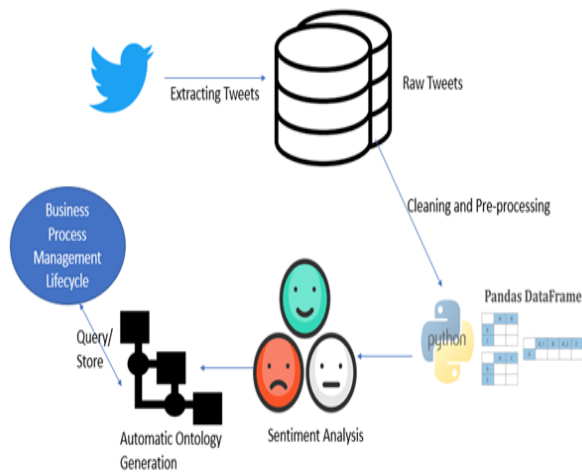 Extracting Tweets
Raw Tweets
Cleaning and Pre-processing
Business
Process
Management
Lifecycle
Pandas DataFrame
python
Query/
Store
Sentiment Analysis
Automatic Ontology
Generation